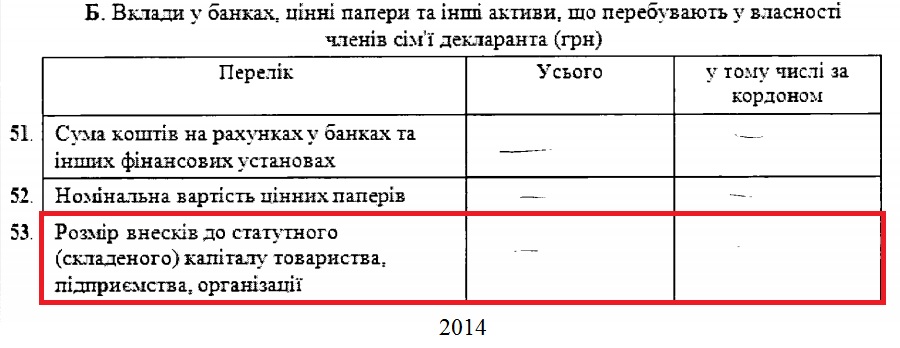 Б. Вклади у банках, цінні папери та інші активи, що перебувають у власності
членів сім'ї декларанта (грн)
Перелік Усього у тому числі за
кордоном
51. Сума коштів на рахунках у банках та
інших фінансових установах — —
52. Номінальна вартість цінних паперів — —
53. Розмір внесків до статутного
(складеного) капіталу товариства, —
підприємства, організації
2014